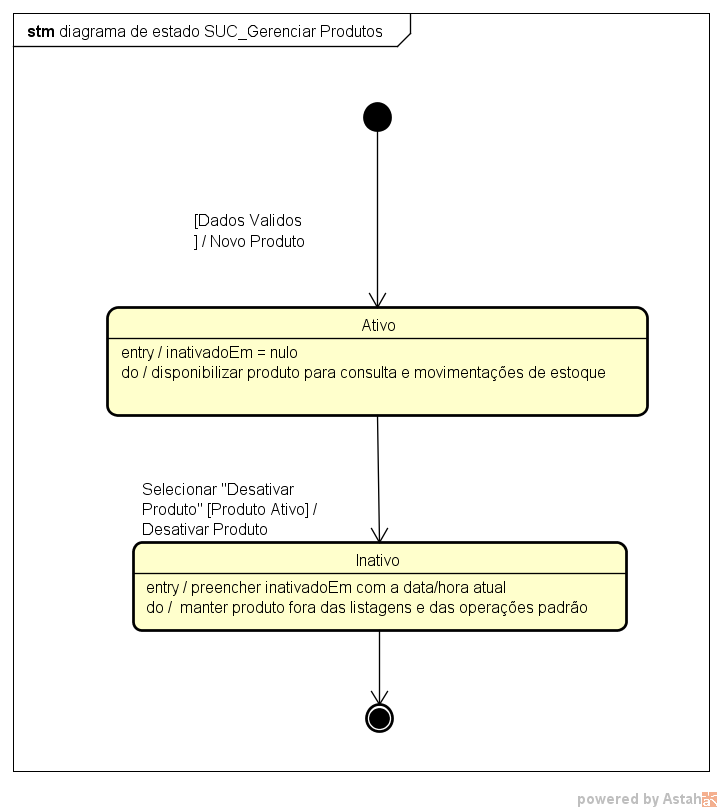 stm diagrama de estado SUC_Gerenciar Produtos
[Dados Validos
] / Novo Produto
Ativo
entry / inativadoEm = nulo
do / disponibilizar produto para consulta e movimentações de estoque
Selecionar "Desativar
Produto" [Produto Ativo] /
Desativar Produto
Inativo
entry / preencher inativadoEm com a data/hora atual
do / manter produto fora das listagens e das operações padrão
powered by Astah